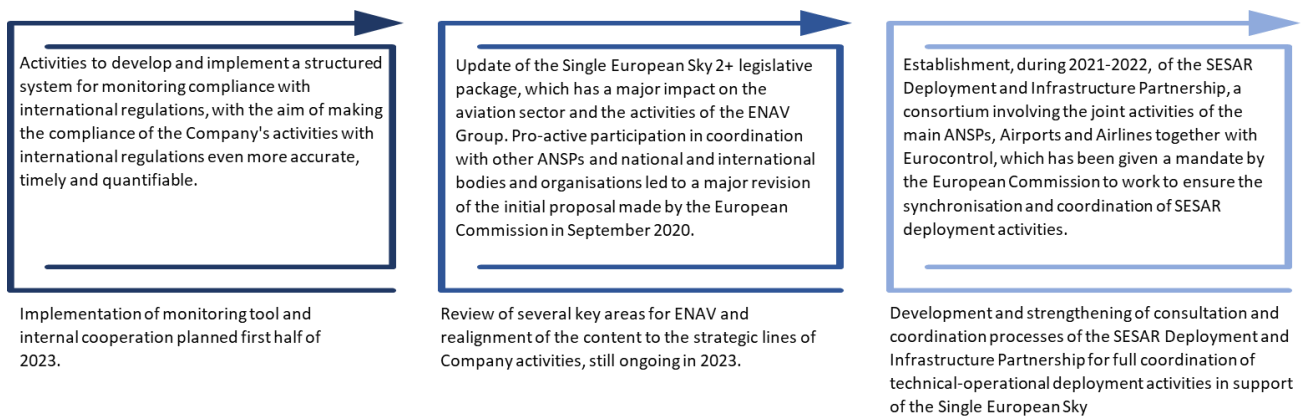 Activities to develop and implement a structured
system for monitoring compliance with
international regulations, with the aim of making
the compliance of the Company's activities with
international regulations even more accurate,
timely and quantifiable.
Implementation of monitoring tool and
internal cooperation planned first half of
2023.
Update of the Single European Sky 2+ legislative
package, which has a major impact on the
aviation sector and the activities of the ENAV
Group. Pro-active participation in coordination
with other ANSPs and national and international
bodies and organisations led to a major revision
of the initial proposal made by the European
Commission in September 2020.
Review of several key areas for ENAV and
realignment of the content to the strategic lines of
Company activities, still ongoing in 2023.
Establishment, during 2021-2022, of the SESAR
Deployment and Infrastructure Partnership, a
consortium involving the joint activities of the
main ANSPs, Airports and Airlines together with
Eurocontrol, which has been given a mandate by
the European Commission to work to ensure the
synchronisation and coordination of SESAR
deployment activities.
Development and strengthening of consultation and
coordination processes of the SESAR Deployment and
Infrastructure Partnership for full coordination of
technical-operational deployment activities in support
of the Single European Sky